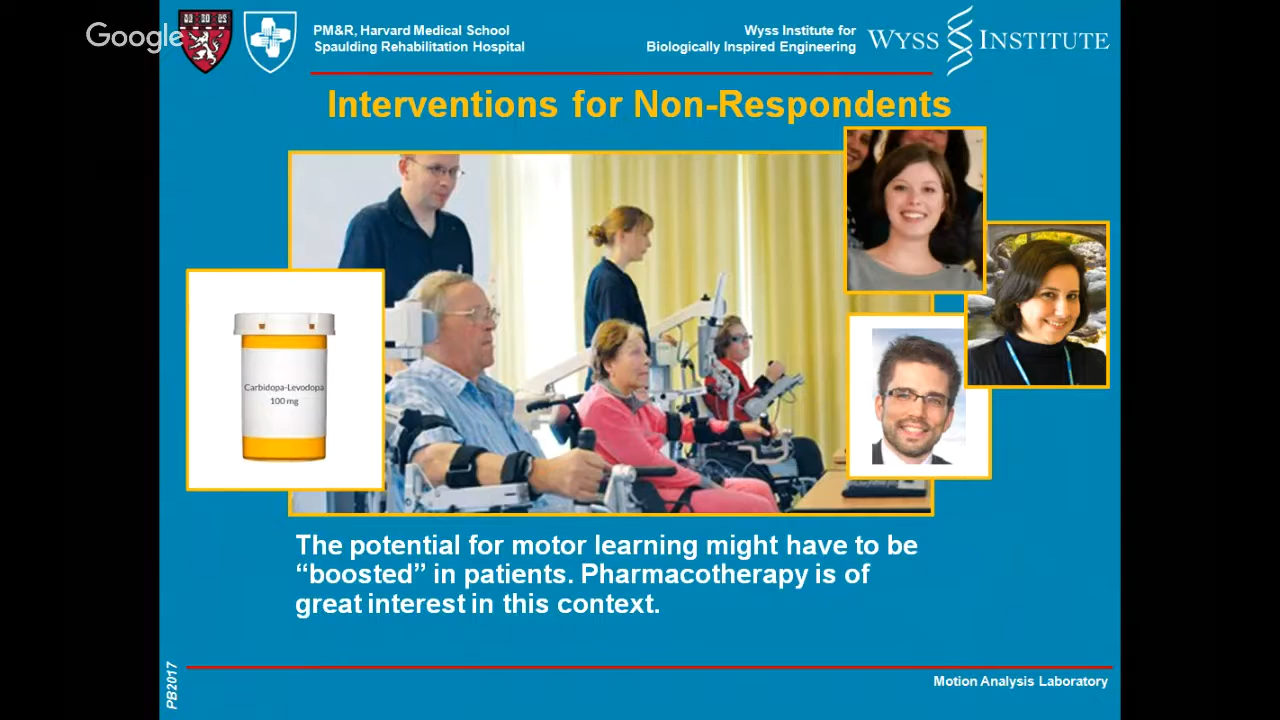 Google
PM&R, Harvard Medical School
Spaulding Rehabilitation Hospital
Wyss Institute for
Biologically Inspired Engineering
WYSS INSTITUTE
Interventions for Non-Respondents
Carbidopa-Levodopa
100 mg
The potential for motor learning might have to be
“boosted” in patients. Pharmacotherapy is of
great interest in this context.
PB2017
Motion Analysis Laboratory